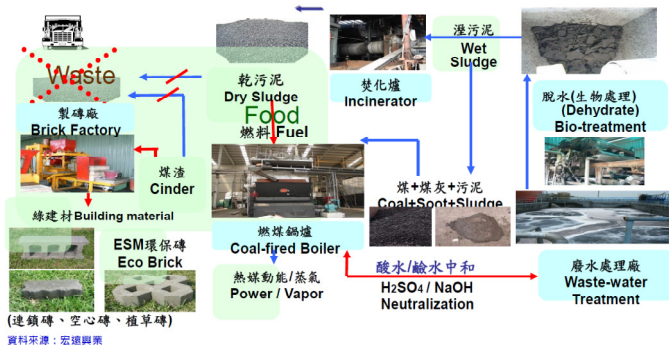 Waste
製磚廠
Brick Factory
乾污泥
Dry Sludge
Food
燃料 Fuel
焚化爐
Incinerator
溼污泥
Wet
Sludge
脫水(生物處理)
(Dehydrate)
Bio-treatment
煤渣
Cinder
綠建材Building material
ESM環保磚
Eco Brick
(連鎖磚、空心磚、植草磚)
資料來源：宏遠興業
燃煤鍋爐
Coal-fired Boiler
熱媒動能/蒸氣
Power / Vapor
煤+煤灰+污泥
Coal+Soot+Sludge
酸水/鹼水中和
H₂SO₄ / NaOH
Neutralization
廢水處理廠
Waste-water
Treatment